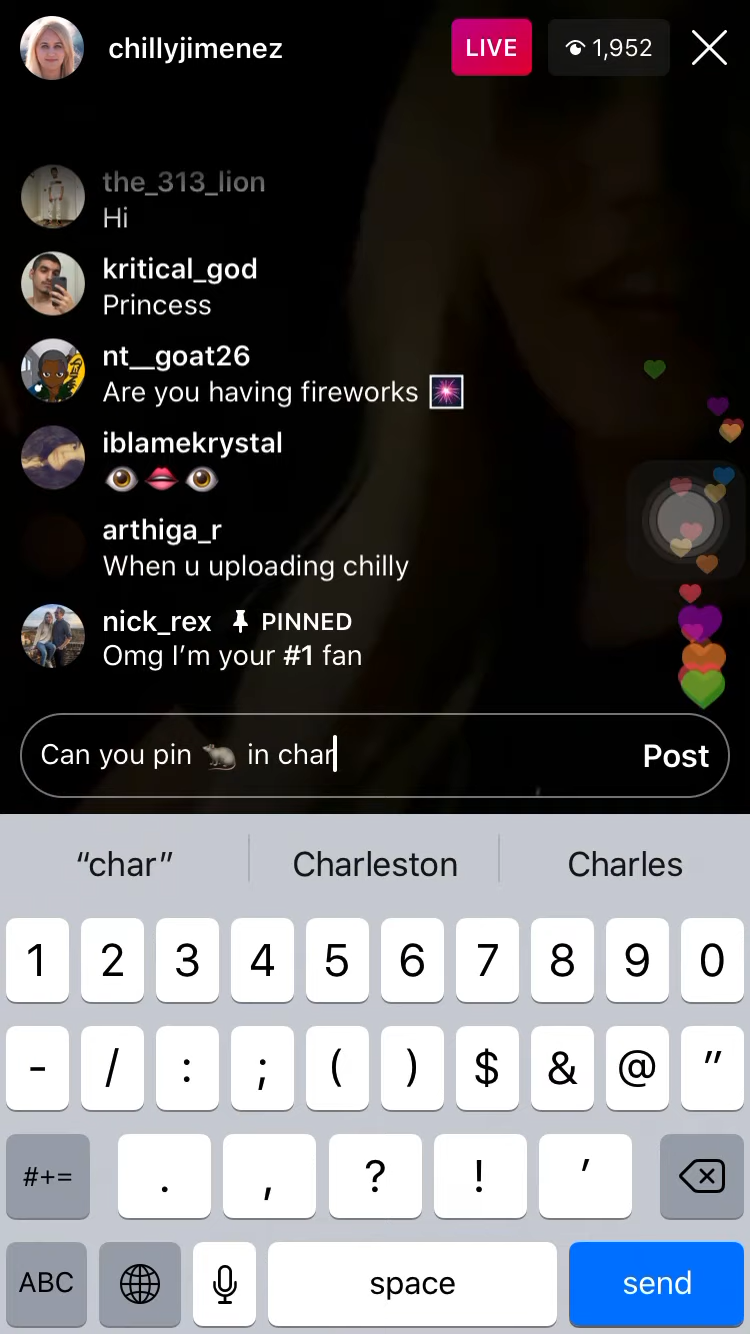 chillyjimenez LIVE 1,952
the_313_lion
Hi
kritical_god
Princess
nt__goat26
Are you having fireworks 🎆
iblamekrystal
👁️👄👁️
arthiga_r
When u uploading chilly
nick_rex PINNED
Omg I'm your #1 fan
Can you pin 🐀 in char Post
“char” Charleston Charles
1 2 3 4 5 6 7 8 9 0
- / : ; ( ) $ & @ "
#+= . , ? ! '
ABC space send